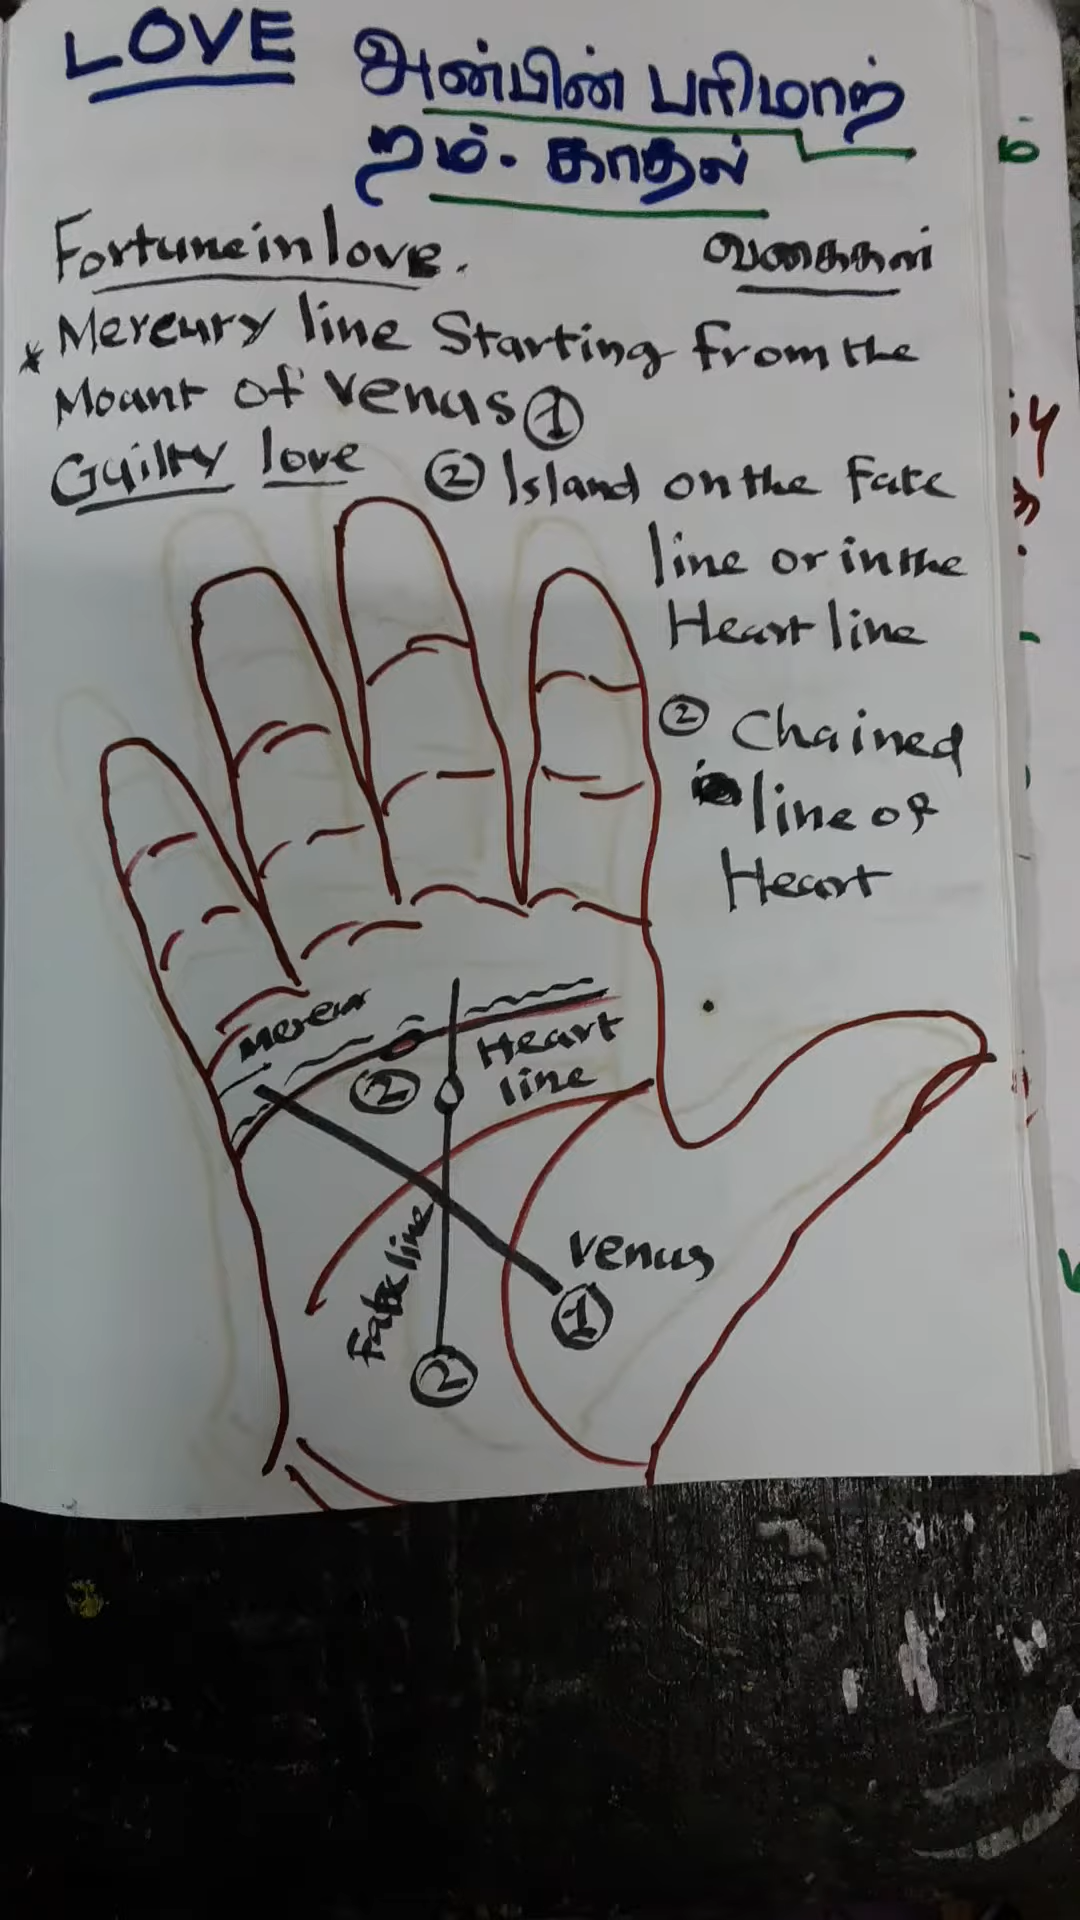 LOVE
அன்பின் பரிமாற்
றம். காதல்
Fortune in love.
வகைகள்
* Mercury line Starting from the
Mount of Venus ①
Guilty love ② Island on the Fate
line or in the
Heart line
② Chained
line of
Heart
Mercur
Heart
line
②
Fate line
Venus
①
②